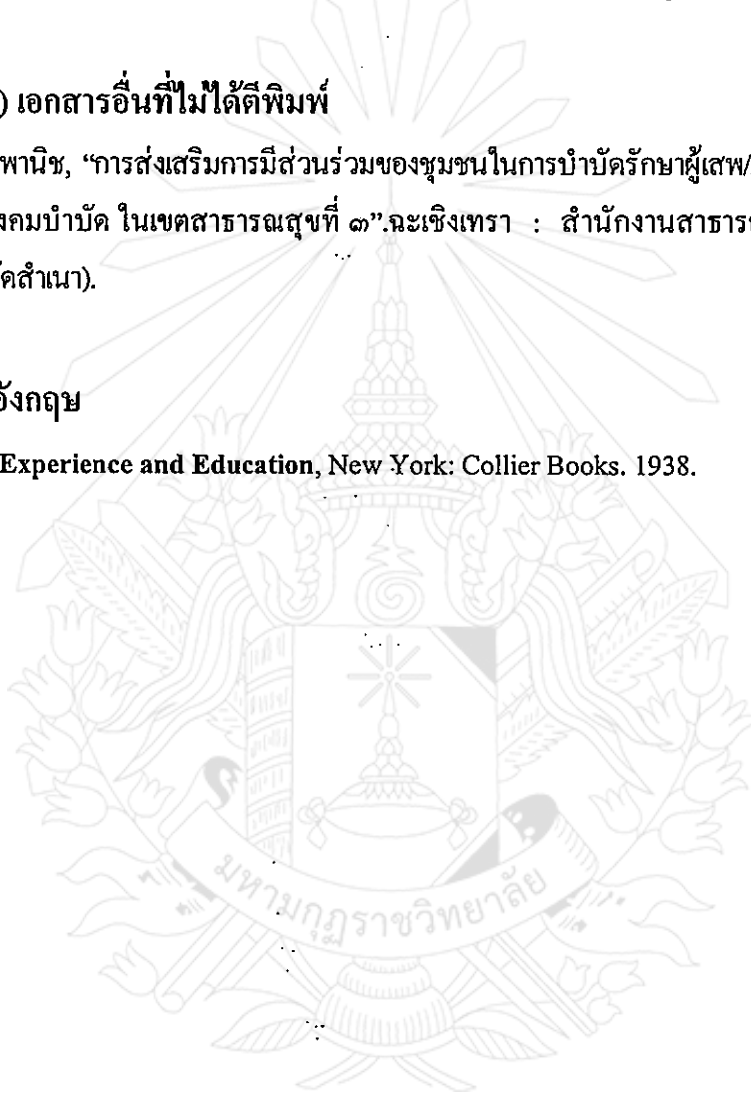 ) เอกสารอื่นที่ไม่ได้ตีพิมพ์
พานิช, “การส่งเสริมการมีส่วนร่วมของชุมชนในการบำบัดรักษาผู้เสพ/
งคมบำบัด ในเขตสาธารณสุขที่ ๓”.ฉะเชิงเทรา : สำนักงานสาธาร
ัดสำเนา).
อังกฤษ
Experience and Education, New York: Collier Books. 1938.
มหามกุฏราชวิทยาลัย